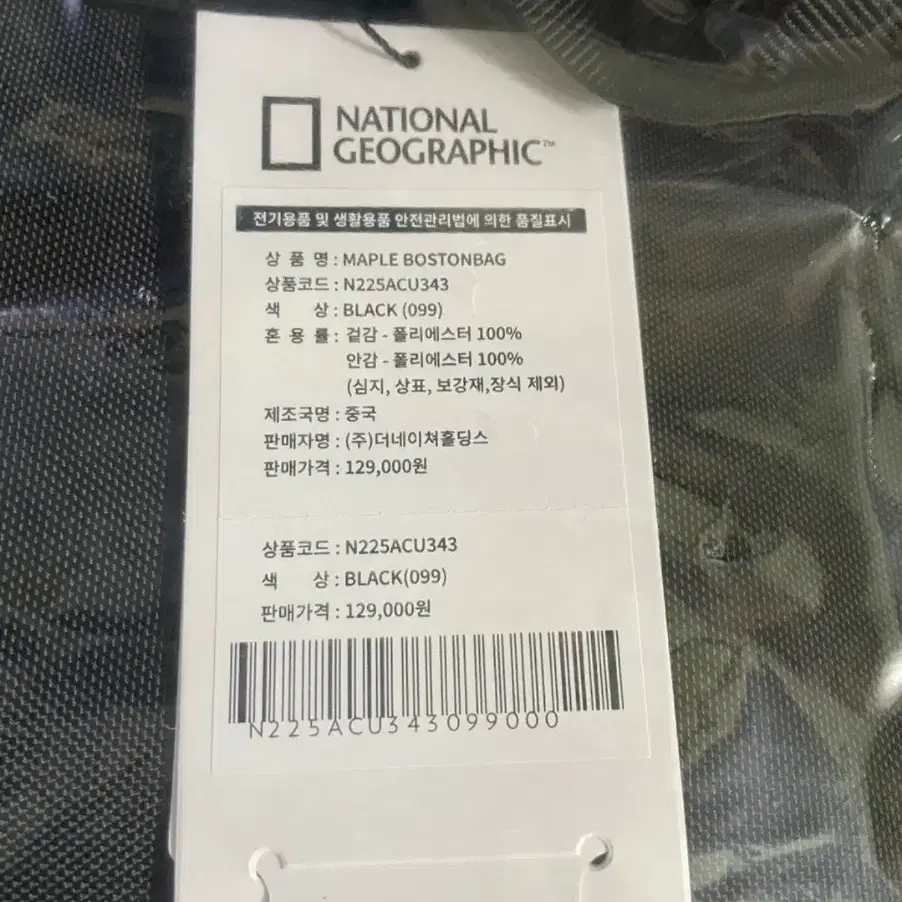 NATIONAL
GEOGRAPHIC™
전기용품 및 생활용품 안전관리법에 의한 품질표시
상 품 명 : MAPLE BOSTONBAG
상품코드 : N225ACU343
색 상 : BLACK (099)
혼 용 률 : 겉감 - 폴리에스터 100%
안감 - 폴리에스터 100%
(심지, 상표, 보강재,장식 제외)
제조국명 : 중국
판매자명 : (주)더네이쳐홀딩스
판매가격 : 129,000원
상품코드 : N225ACU343
색 상 : BLACK(099)
판매가격 : 129,000원
N225ACU343099000